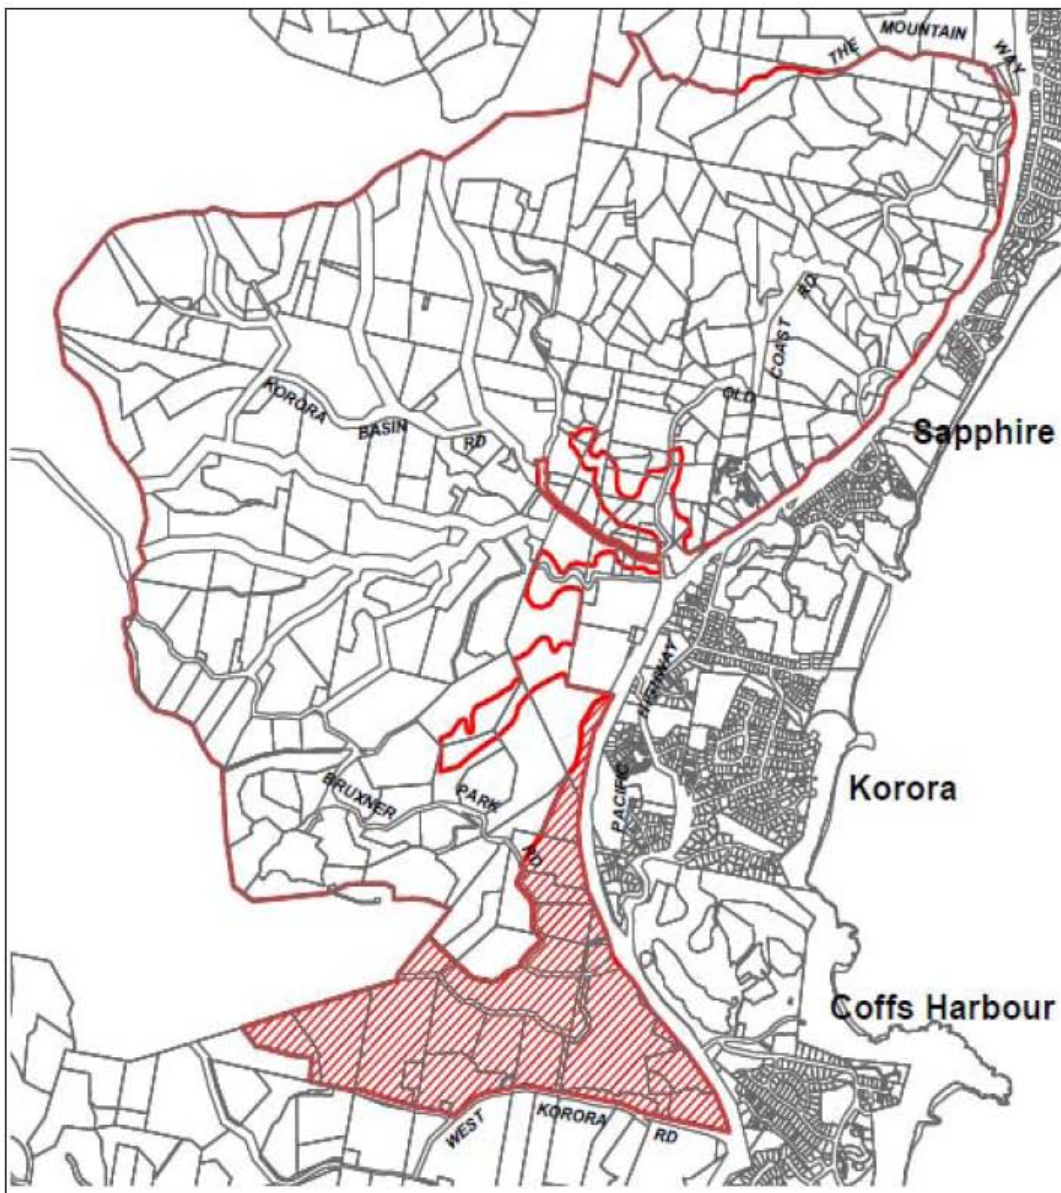 THE MOUNTAIN WAY
OLD COAST RD
KORORA BASIN RD
Sapphire
PACIFIC HIGHWAY
Korora
BRUXNER PARK RD
Coffs Harbour
WEST KORORA RD